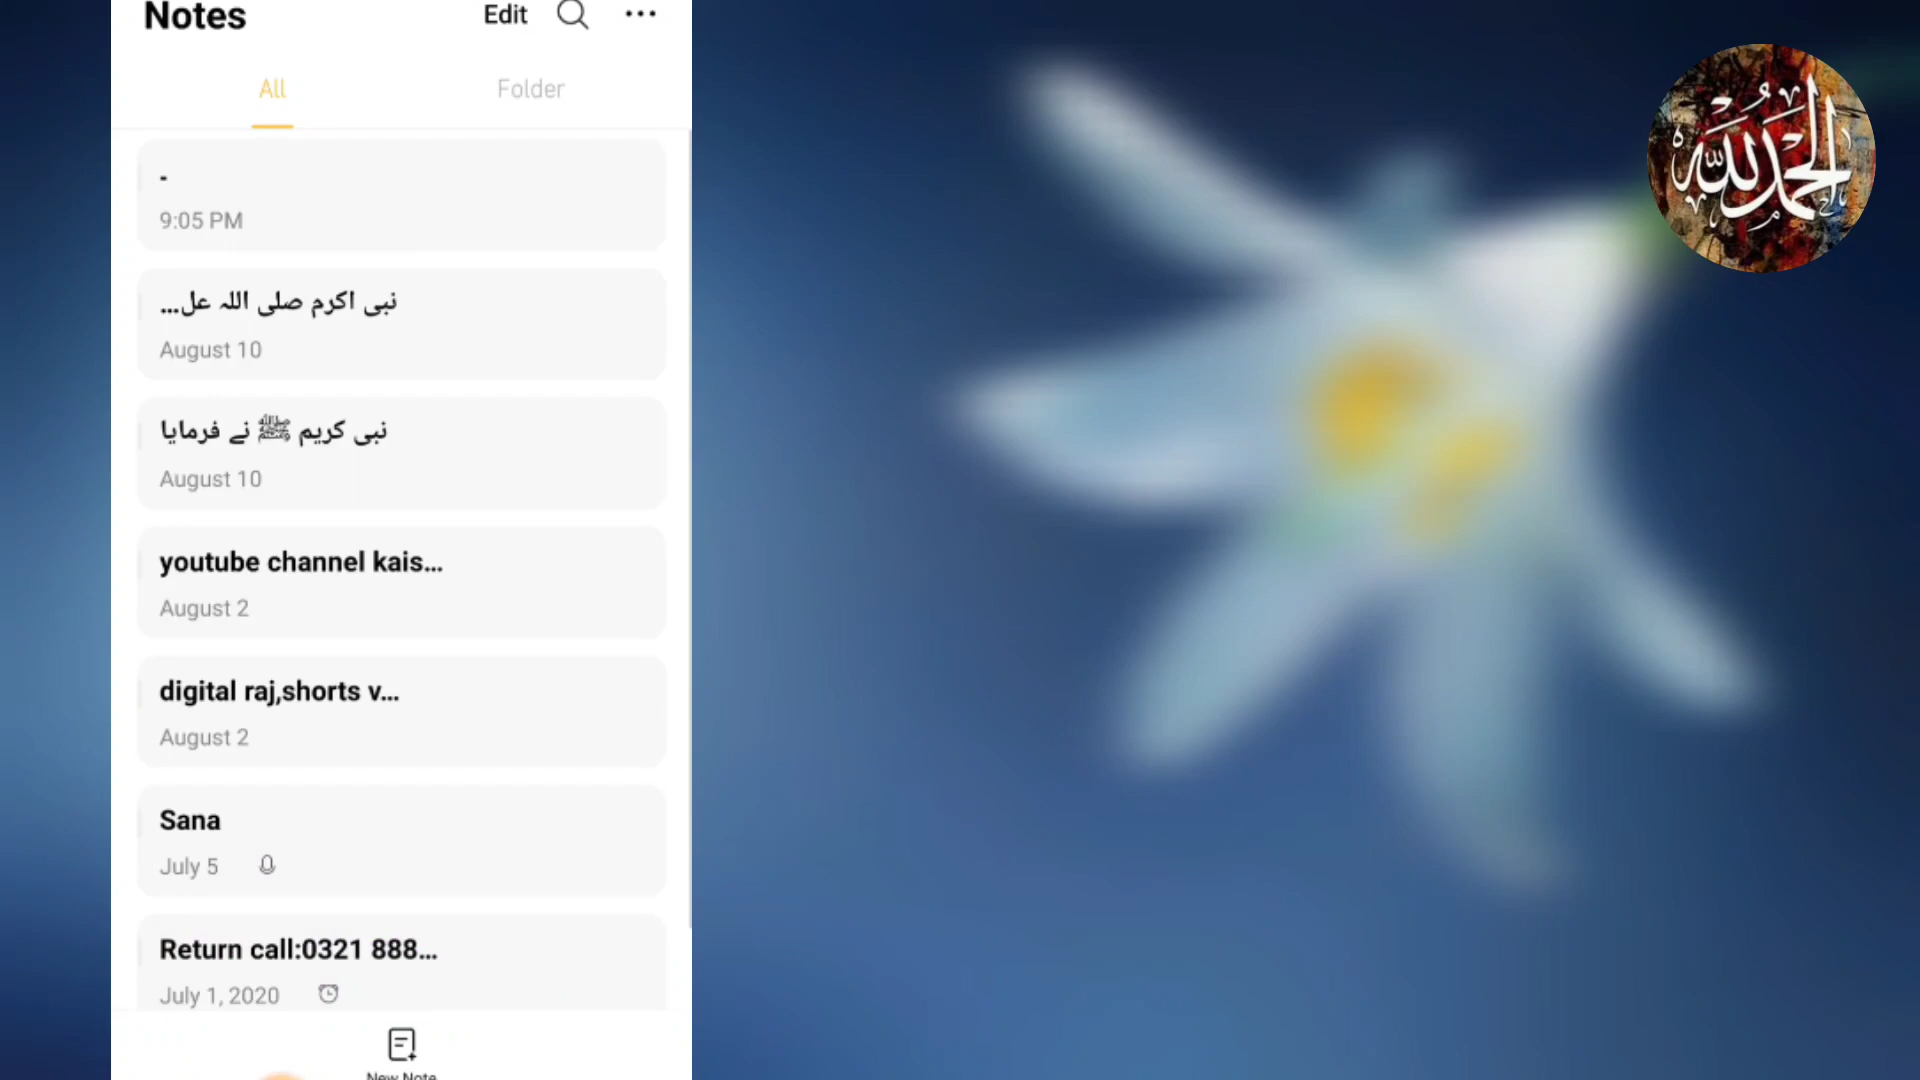 Notes
Edit
All
Folder
-
9:05 PM
نبی اکرم صلی اللہ عل...
August 10
نبی کریم ﷺ نے فرمایا
August 10
youtube channel kais...
August 2
digital raj,shorts v...
August 2
Sana
July 5
Return call:0321 888...
July 1, 2020
New Note
الحمد للہ